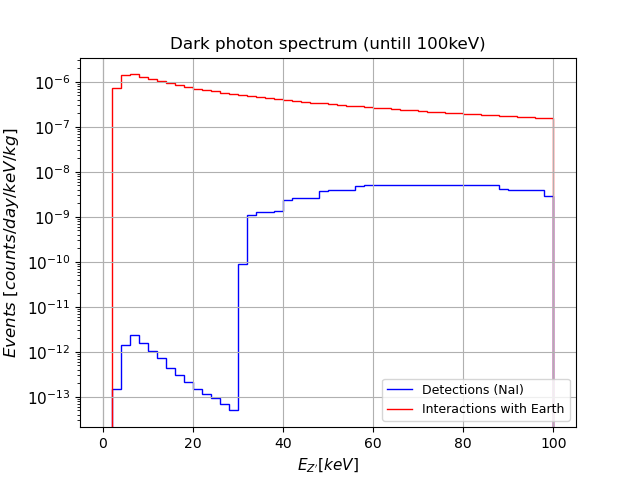 Dark photon spectrum (untill 100keV)
Events [counts/day/keV/kg]
10⁻⁶
10⁻⁷
10⁻⁸
10⁻⁹
10⁻¹⁰
10⁻¹¹
10⁻¹²
10⁻¹³
Detections (NaI)
Interactions with Earth
0 20 40 60 80 100
E_{Z'}[keV]